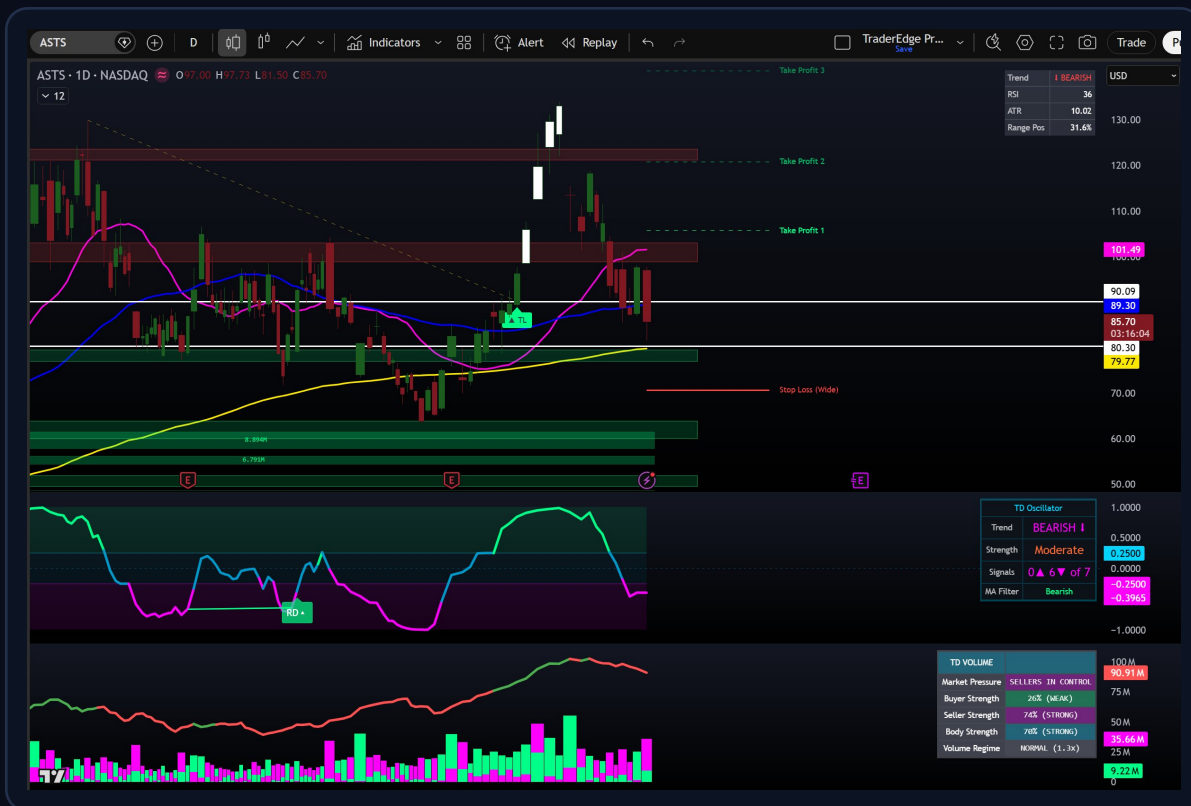 ASTS
D
Indicators
Alert
Replay
TraderEdge Pr...
Save
Trade
ASTS · 1D · NASDAQ O97.00 H97.73 L81.50 C85.70
12
Take Profit 3
Take Profit 2
Take Profit 1
Stop Loss (Wide)
Trend ⬇ BEARISH
RSI 36
ATR 10.02
Range Pos 31.6%
USD
130.00
120.00
110.00
101.49
100.00
90.09
89.30
85.70
03:16:04
80.30
79.77
70.00
60.00
50.00
▲ TL
8.894M
6.791M
E
E
E
RD
TD Oscillator
Trend BEARISH ⬇
Strength Moderate
Signals 0▲ 6▼ of 7
MA Filter Bearish
1.0000
0.5000
0.2500
0.0000
−0.2500
−0.3965
−1.0000
TD VOLUME
Market Pressure SELLERS IN CONTROL
Buyer Strength 26% (WEAK)
Seller Strength 74% (STRONG)
Body Strength 70% (STRONG)
Volume Regime NORMAL (1.3x)
100 M
90.91 M
75 M
50 M
35.66 M
25 M
9.22 M
0